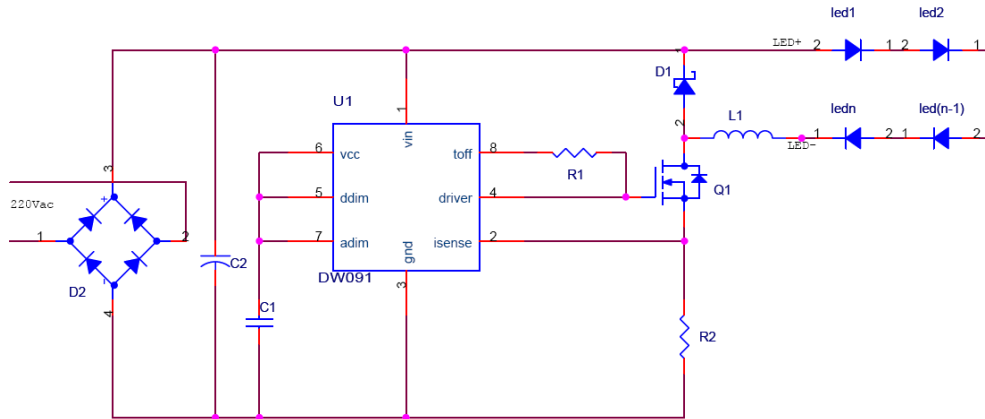 led1 led2
LED+ 2 1 2 1
1
D1
U1
1
vin
2
L1
ledn led(n-1)
LED- 1 2 1 2
6 vcc toff 8
R1
3
5 ddim driver 4
Q1
220Vac
+
1 2
7 adim isense 2
gnd
-
D2
C2
DW091
3
4
C1
R2